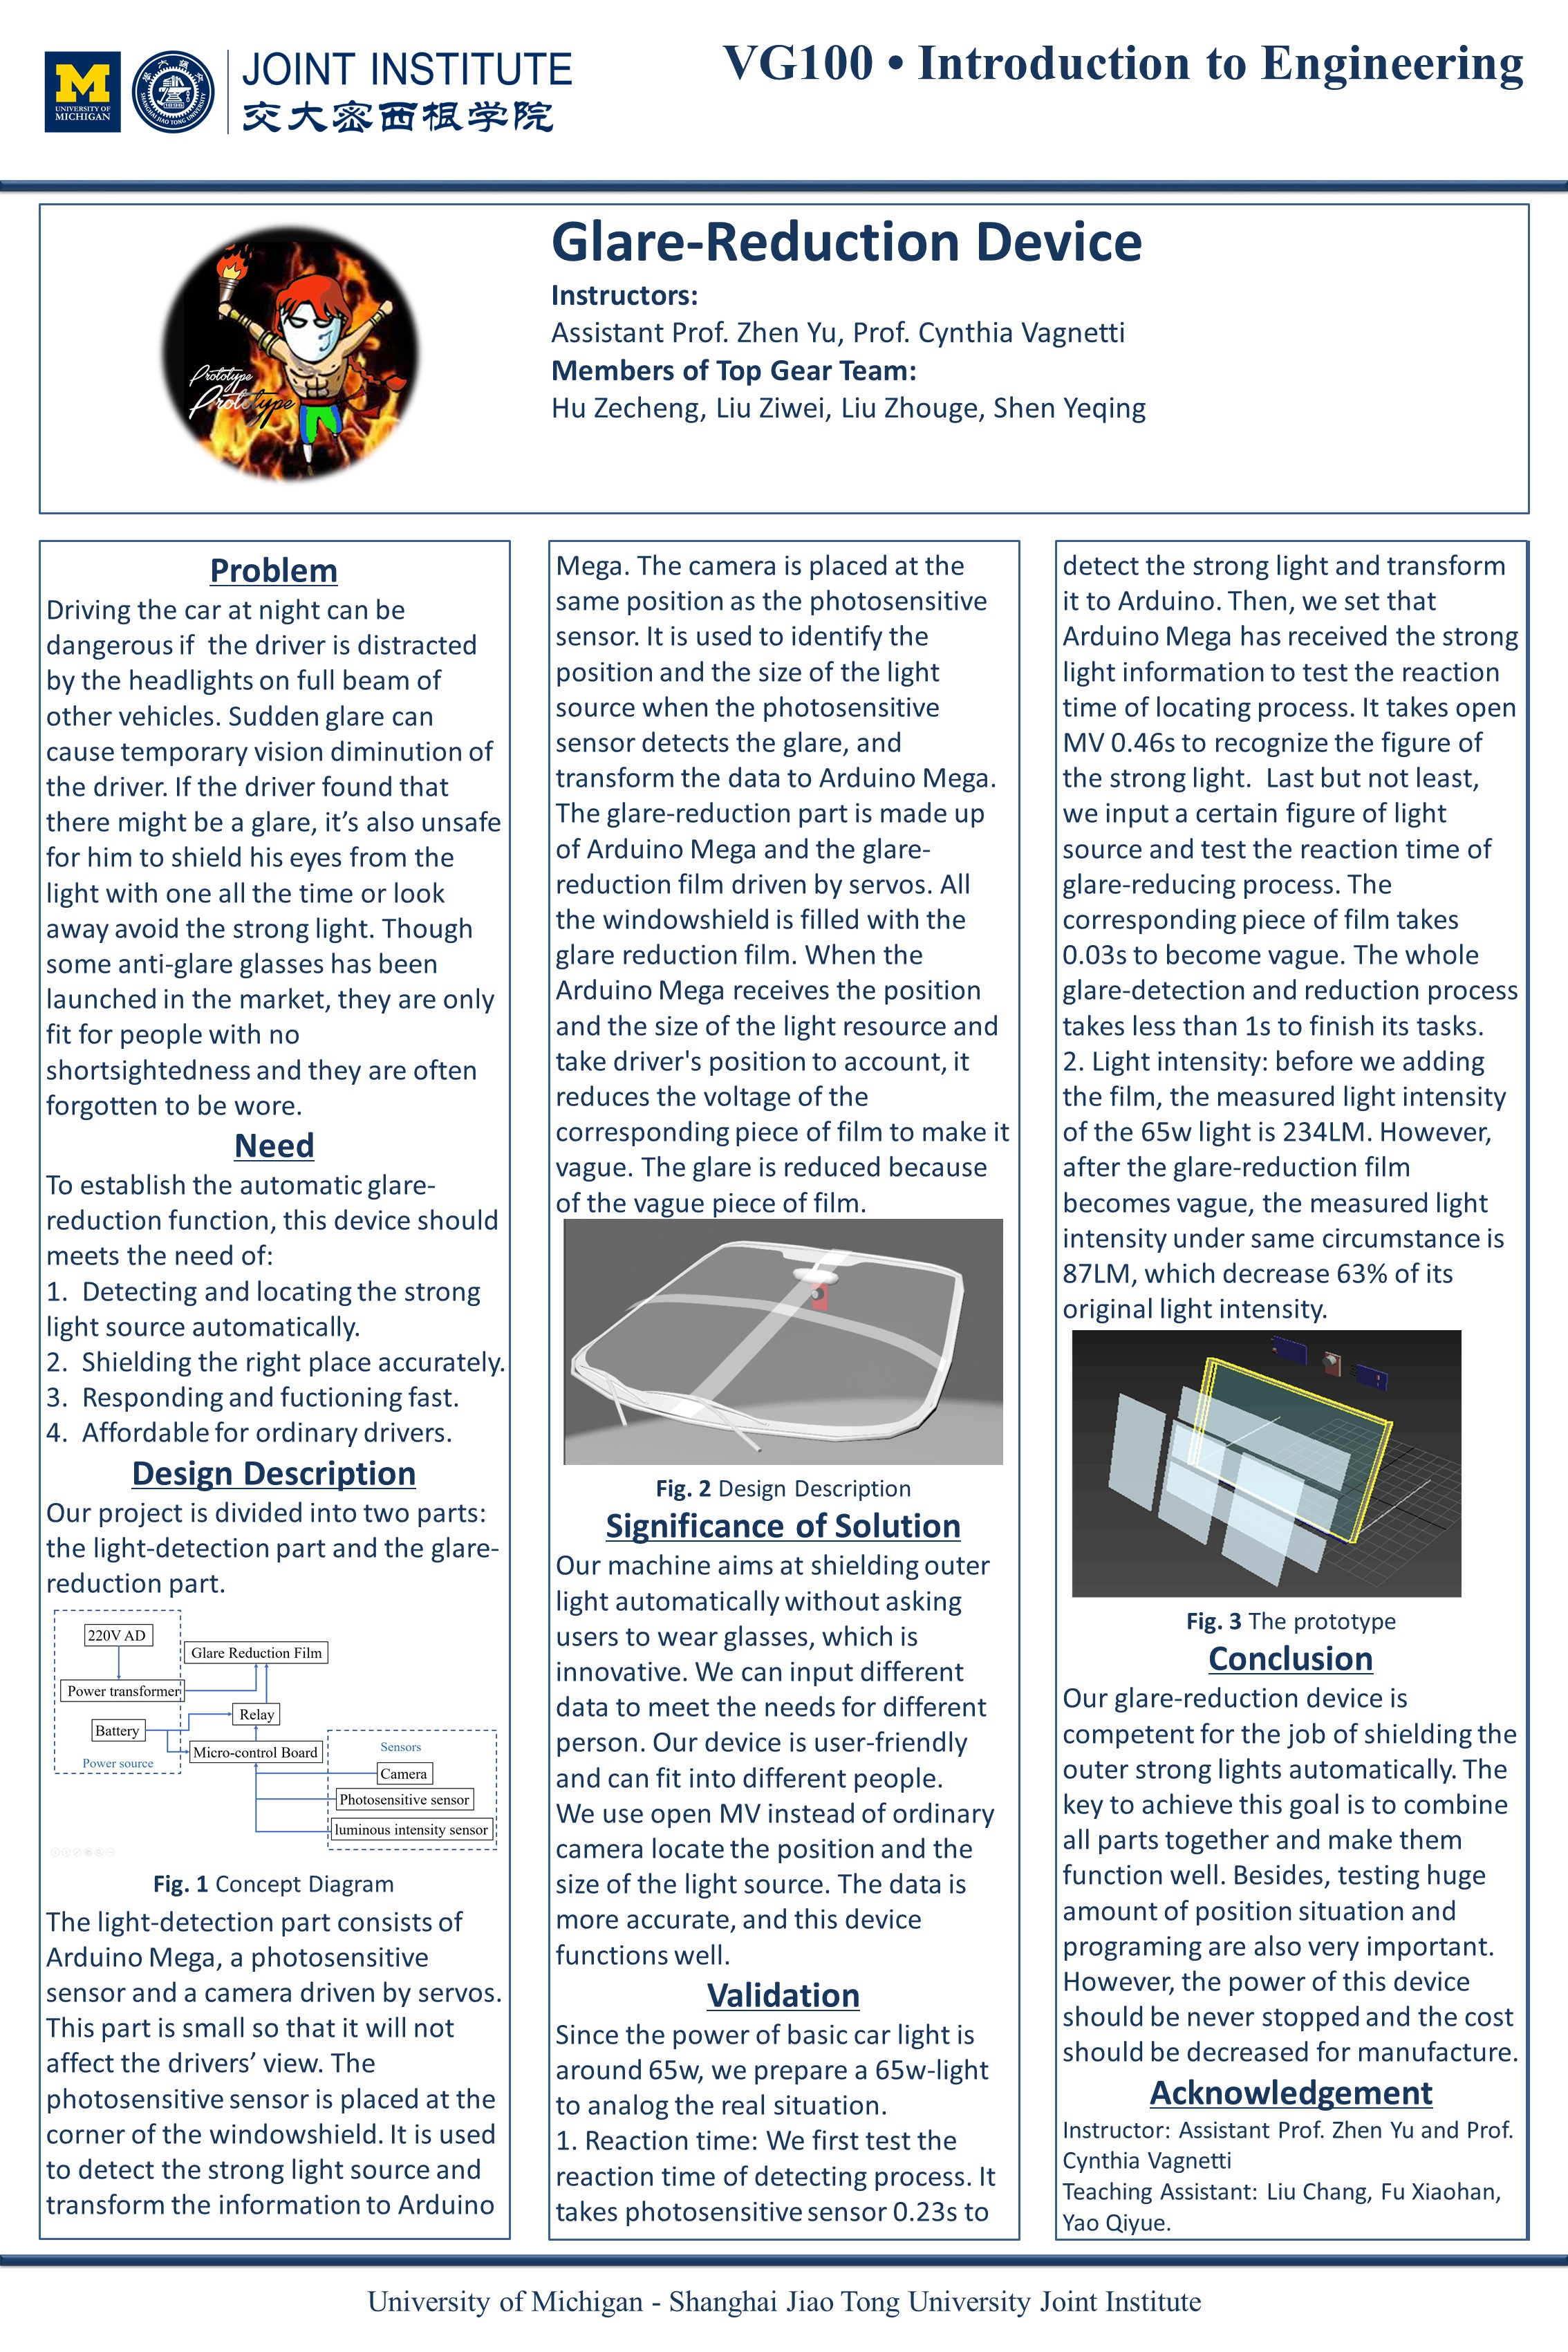 M
UNIVERSITY OF
MICHIGAN
JOINT INSTITUTE
交大密西根学院
VG100 • Introduction to Engineering
Prototype
Prototype
Glare-Reduction Device
Instructors:
Assistant Prof. Zhen Yu, Prof. Cynthia Vagnetti
Members of Top Gear Team:
Hu Zecheng, Liu Ziwei, Liu Zhouge, Shen Yeqing
Problem
Driving the car at night can be
dangerous if  the driver is distracted
by the headlights on full beam of
other vehicles. Sudden glare can
cause temporary vision diminution of
the driver. If the driver found that
there might be a glare, it’s also unsafe
for him to shield his eyes from the
light with one all the time or look
away avoid the strong light. Though
some anti-glare glasses has been
launched in the market, they are only
fit for people with no
shortsightedness and they are often
forgotten to be wore.
Need
To establish the automatic glare-
reduction function, this device should
meets the need of:
1.  Detecting and locating the strong
light source automatically.
2.  Shielding the right place accurately.
3.  Responding and fuctioning fast.
4.  Affordable for ordinary drivers.
Design Description
Our project is divided into two parts:
the light-detection part and the glare-
reduction part.
220V AD
Glare Reduction Film
Power transformer
Relay
Battery
Micro-control Board
Power source
Sensors
Camera
Photosensitive sensor
luminous intensity sensor
Fig. 1 Concept Diagram
The light-detection part consists of
Arduino Mega, a photosensitive
sensor and a camera driven by servos.
This part is small so that it will not
affect the drivers’ view. The
photosensitive sensor is placed at the
corner of the windowshield. It is used
to detect the strong light source and
transform the information to Arduino
Mega. The camera is placed at the
same position as the photosensitive
sensor. It is used to identify the
position and the size of the light
source when the photosensitive
sensor detects the glare, and
transform the data to Arduino Mega.
The glare-reduction part is made up
of Arduino Mega and the glare-
reduction film driven by servos. All
the windowshield is filled with the
glare reduction film. When the
Arduino Mega receives the position
and the size of the light resource and
take driver's position to account, it
reduces the voltage of the
corresponding piece of film to make it
vague. The glare is reduced because
of the vague piece of film.
Fig. 2 Design Description
Significance of Solution
Our machine aims at shielding outer
light automatically without asking
users to wear glasses, which is
innovative. We can input different
data to meet the needs for different
person. Our device is user-friendly
and can fit into different people.
We use open MV instead of ordinary
camera locate the position and the
size of the light source. The data is
more accurate, and this device
functions well.
Validation
Since the power of basic car light is
around 65w, we prepare a 65w-light
to analog the real situation.
1. Reaction time: We first test the
reaction time of detecting process. It
takes photosensitive sensor 0.23s to
detect the strong light and transform
it to Arduino. Then, we set that
Arduino Mega has received the strong
light information to test the reaction
time of locating process. It takes open
MV 0.46s to recognize the figure of
the strong light.  Last but not least,
we input a certain figure of light
source and test the reaction time of
glare-reducing process. The
corresponding piece of film takes
0.03s to become vague. The whole
glare-detection and reduction process
takes less than 1s to finish its tasks.
2. Light intensity: before we adding
the film, the measured light intensity
of the 65w light is 234LM. However,
after the glare-reduction film
becomes vague, the measured light
intensity under same circumstance is
87LM, which decrease 63% of its
original light intensity.
Fig. 3 The prototype
Conclusion
Our glare-reduction device is
competent for the job of shielding the
outer strong lights automatically. The
key to achieve this goal is to combine
all parts together and make them
function well. Besides, testing huge
amount of position situation and
programing are also very important.
However, the power of this device
should be never stopped and the cost
should be decreased for manufacture.
Acknowledgement
Instructor: Assistant Prof. Zhen Yu and Prof.
Cynthia Vagnetti
Teaching Assistant: Liu Chang, Fu Xiaohan,
Yao Qiyue.
University of Michigan - Shanghai Jiao Tong University Joint Institute